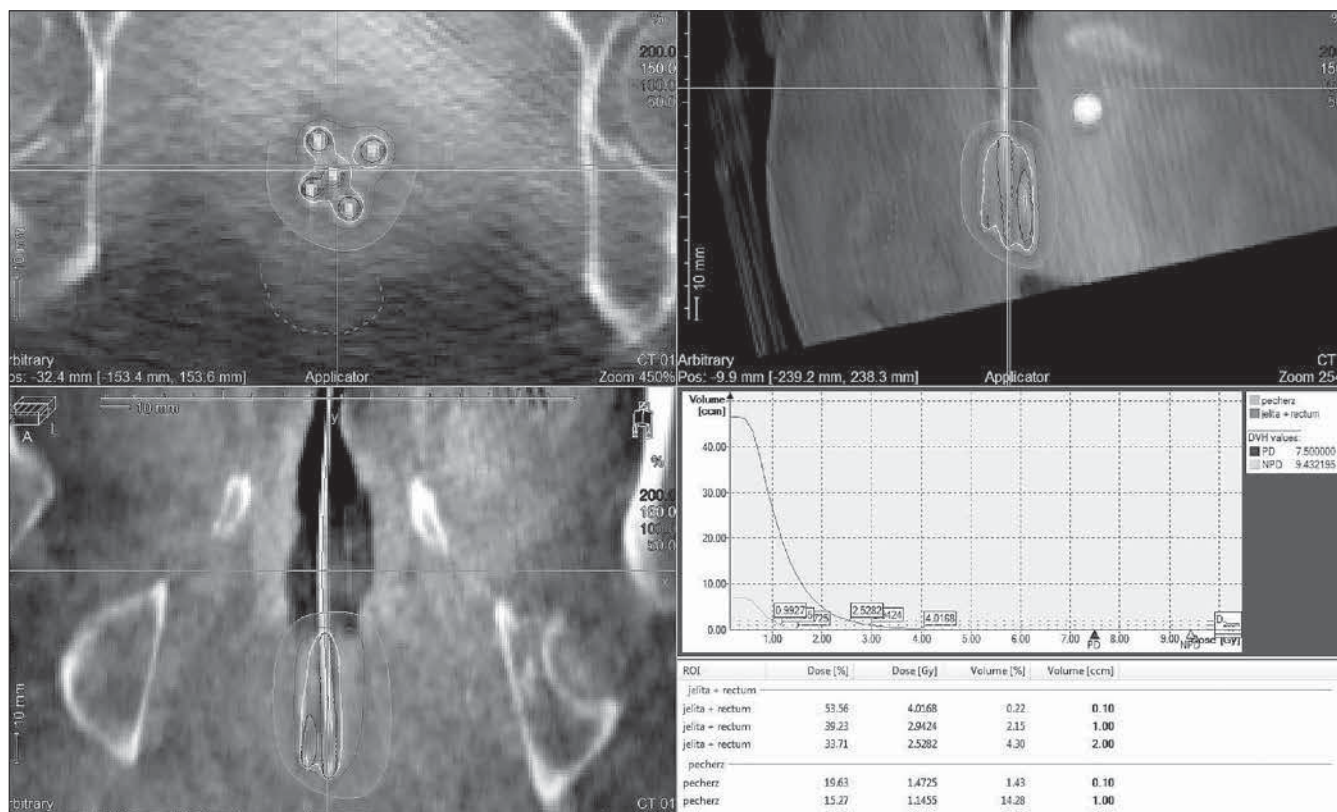 %
200.0
150.0
100.0
50.0
10 mm
Arbitrary
CT 01
Pos: -32.4 mm [-153.4 mm, 153.6 mm]
Applicator
Zoom 450%
200.0
100.0
10 mm
Arbitrary
CT
Pos: -9.9 mm [-239.2 mm, 238.3 mm]
Applicator
10 mm
A
L
y
%
200.0
150.0
100.0
50.0
x
10 mm
Arbitrary
CT 01
Volume
[ccm]
40.00
30.00
20.00
10.00
0.00
1.00 2.00 3.00 4.00 5.00 6.00 7.00 8.00 9.00
0.9927
2.5282
4.0168
PD
NPD
pecherz
jelita + rectum
DVH values:
PD 7.500000
NPD 9.432195
ROI Dose [%] Dose [Gy] Volume [%] Volume [ccm]
jelita + rectum
jelita + rectum 53.56 4.0168 0.22 0.10
jelita + rectum 39.23 2.9424 2.15 1.00
jelita + rectum 33.71 2.5282 4.30 2.00
pecherz
pecherz 19.63 1.4725 1.43 0.10
pecherz 15.27 1.1455 14.28 1.00